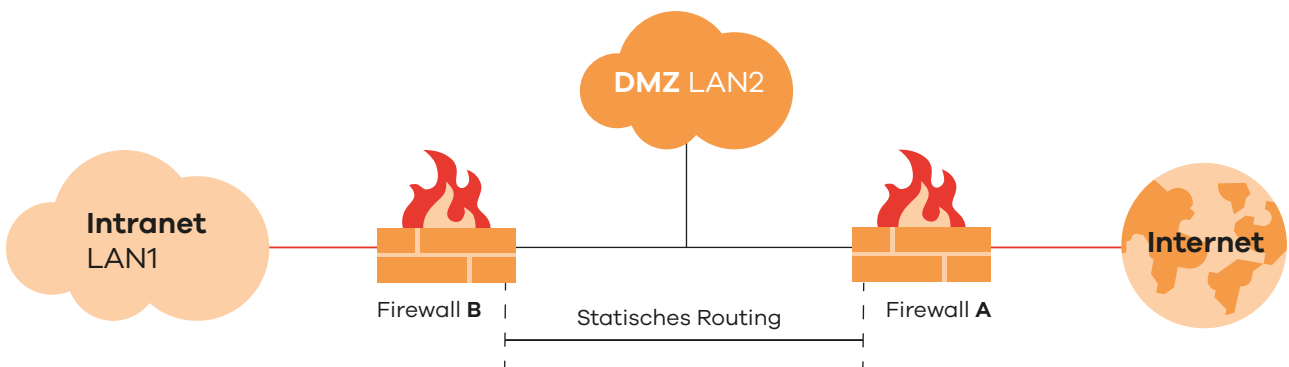 DMZ LAN2
Intranet
LAN1
Internet
Firewall B
Statisches Routing
Firewall A